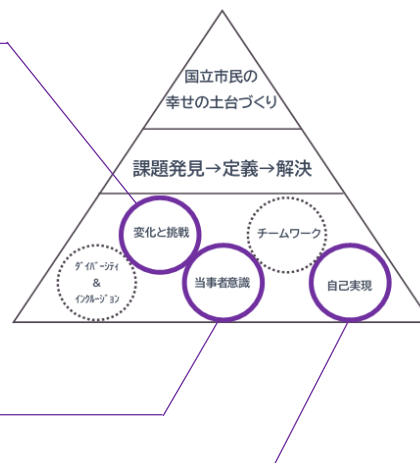 国立市民の
幸せの土台づくり
課題発見→定義→解決
変化と挑戦
チームワーク
ﾀﾞｲﾊﾞｰｼﾃｨ
&
ｲﾝｸﾙｰｼﾞｮﾝ
当事者意識
自己実現